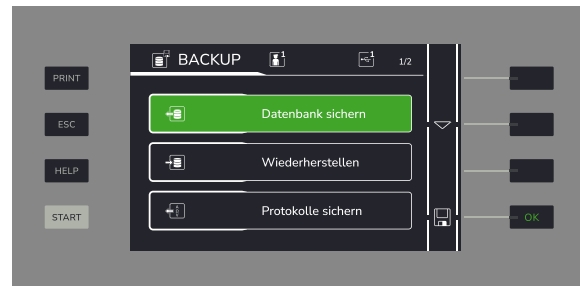 BACKUP 1 1 1/2
PRINT
Datenbank sichern
ESC
Wiederherstellen
HELP
Protokolle sichern
START
OK